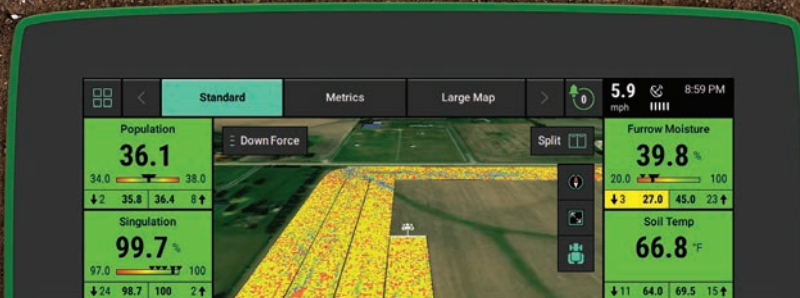 Standard
Metrics
Large Map
0
5.9
mph
8:59 PM
Population
36.1
34.0 38.0
↓2 35.8 36.4 8↑
Singulation
99.7 %
97.0 100
↓24 98.7 100 2↑
Down Force
Split
Furrow Moisture
39.8 %
20.0 100
↓3 27.0 45.0 23↑
Soil Temp
66.8 °F
↓11 64.0 69.5 15↑